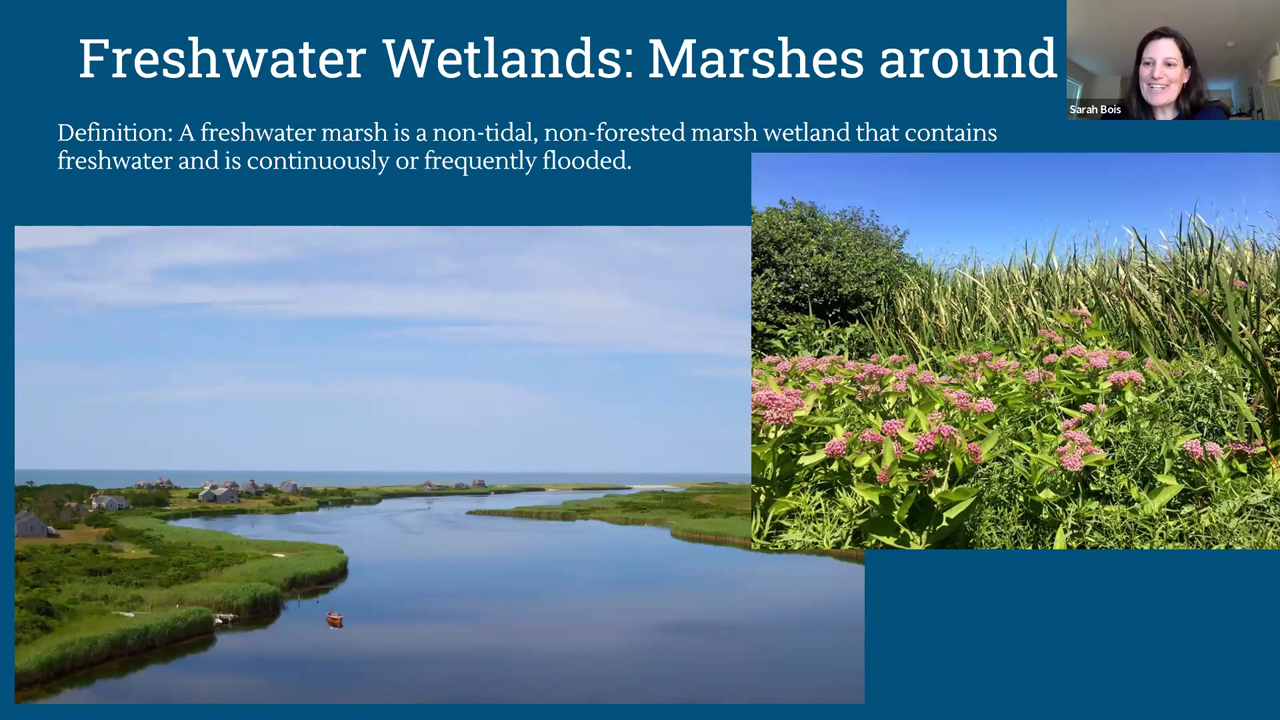 Freshwater Wetlands: Marshes around
Sarah Bois
Definition: A freshwater marsh is a non-tidal, non-forested marsh wetland that contains
freshwater and is continuously or frequently flooded.